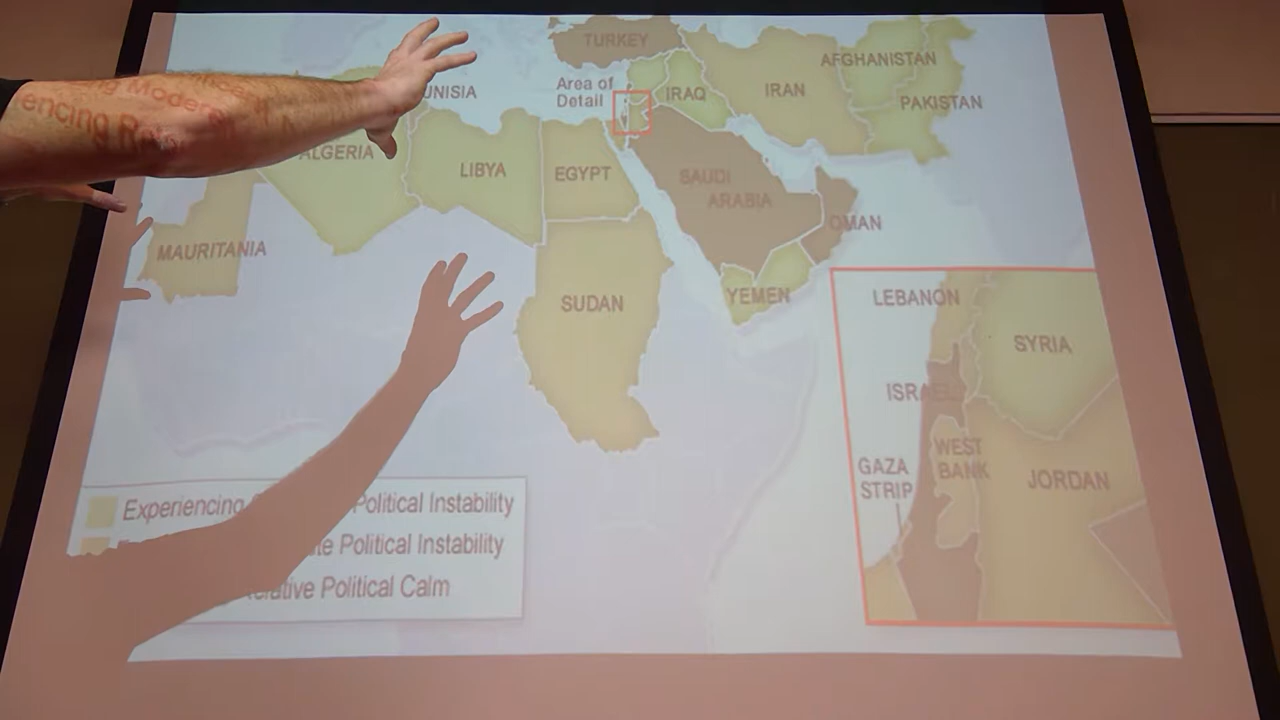 TURKEY
AFGHANISTAN
Area of
Detail
UNISIA
IRAQ
IRAN
PAKISTAN
ALGERIA
LIBYA
EGYPT
SAUDI
ARABIA
OMAN
MAURITANIA
SUDAN
YEMEN
LEBANON
SYRIA
ISRAEL
WEST
BANK
GAZA
STRIP
JORDAN
Experiencing Political Instability
Political Instability
Relative Political Calm